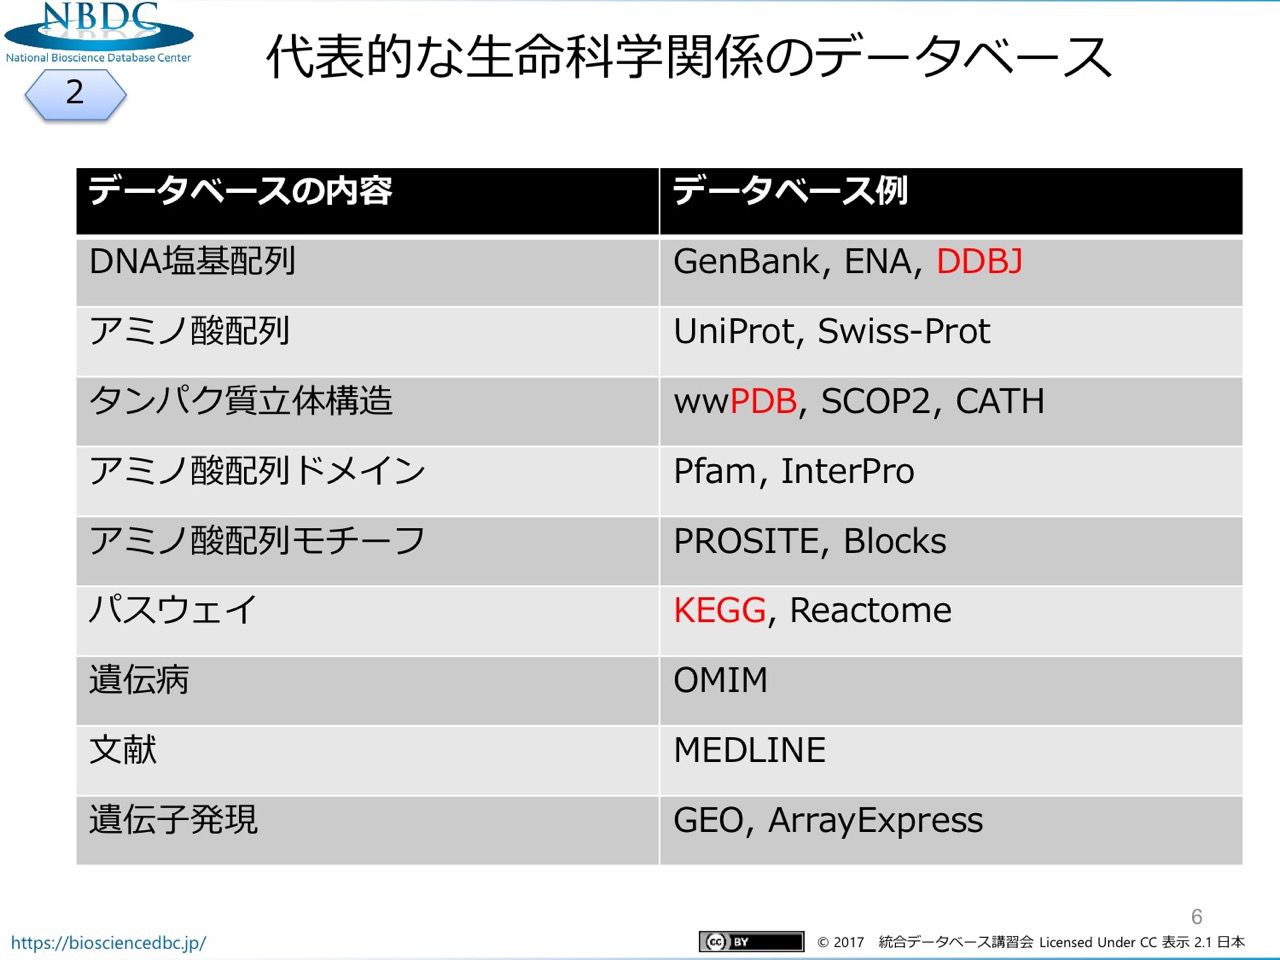 NBDC
National Bioscience Database Center
2
代表的な生命科学関係のデータベース
データベースの内容 データベース例
DNA塩基配列 GenBank, ENA, DDBJ
アミノ酸配列 UniProt, Swiss-Prot
タンパク質立体構造 wwPDB, SCOP2, CATH
アミノ酸配列ドメイン Pfam, InterPro
アミノ酸配列モチーフ PROSITE, Blocks
パスウェイ KEGG, Reactome
遺伝病 OMIM
文献 MEDLINE
遺伝子発現 GEO, ArrayExpress
6
https://biosciencedbc.jp/
cc BY © 2017 統合データベース講習会 Licensed Under CC 表示 2.1 日本